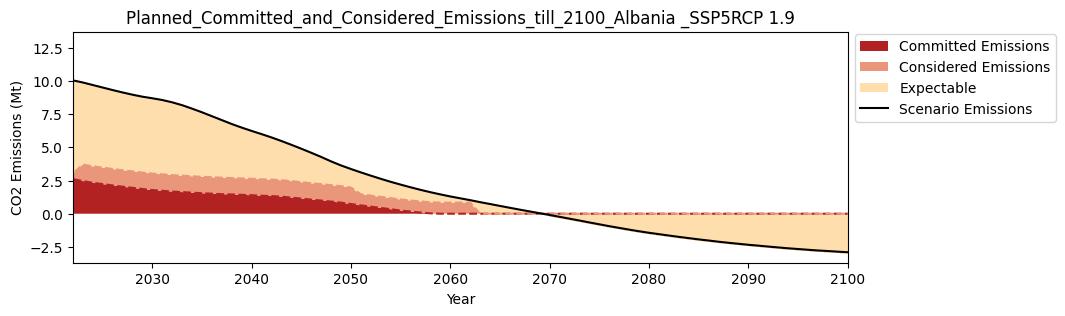 Planned_Committed_and_Considered_Emissions_till_2100_Albania _SSP5RCP 1.9
CO2 Emissions (Mt)
12.5
10.0
7.5
5.0
2.5
0.0
−2.5
2030 2040 2050 2060 2070 2080 2090 2100
Year
Committed Emissions
Considered Emissions
Expectable
Scenario Emissions